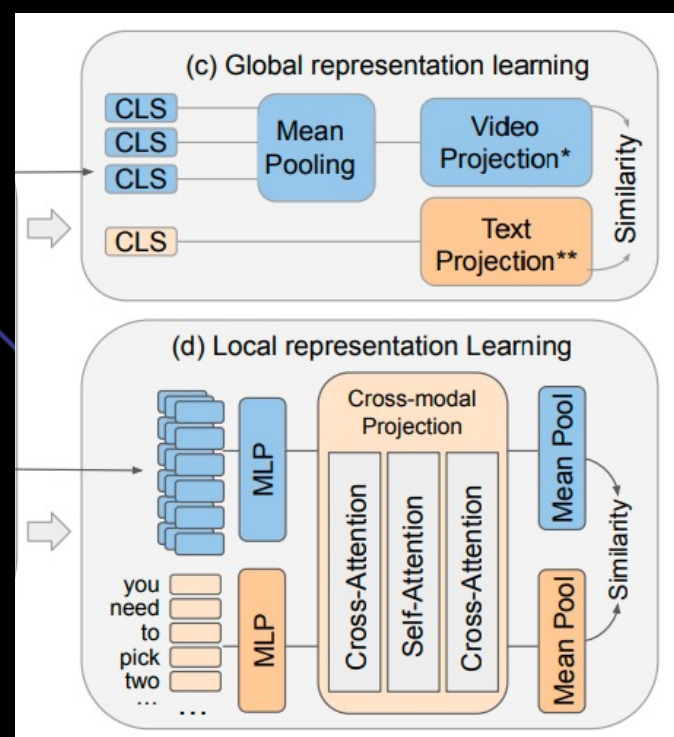 (c) Global representation learning
CLS
CLS
CLS
CLS
Mean
Pooling
Video
Projection*
Text
Projection**
Similarity
(d) Local representation Learning
you
need
to
pick
two
...
...
MLP
MLP
Cross-modal
Projection
Cross-Attention
Self-Attention
Cross-Attention
Mean Pool
Mean Pool
Similarity